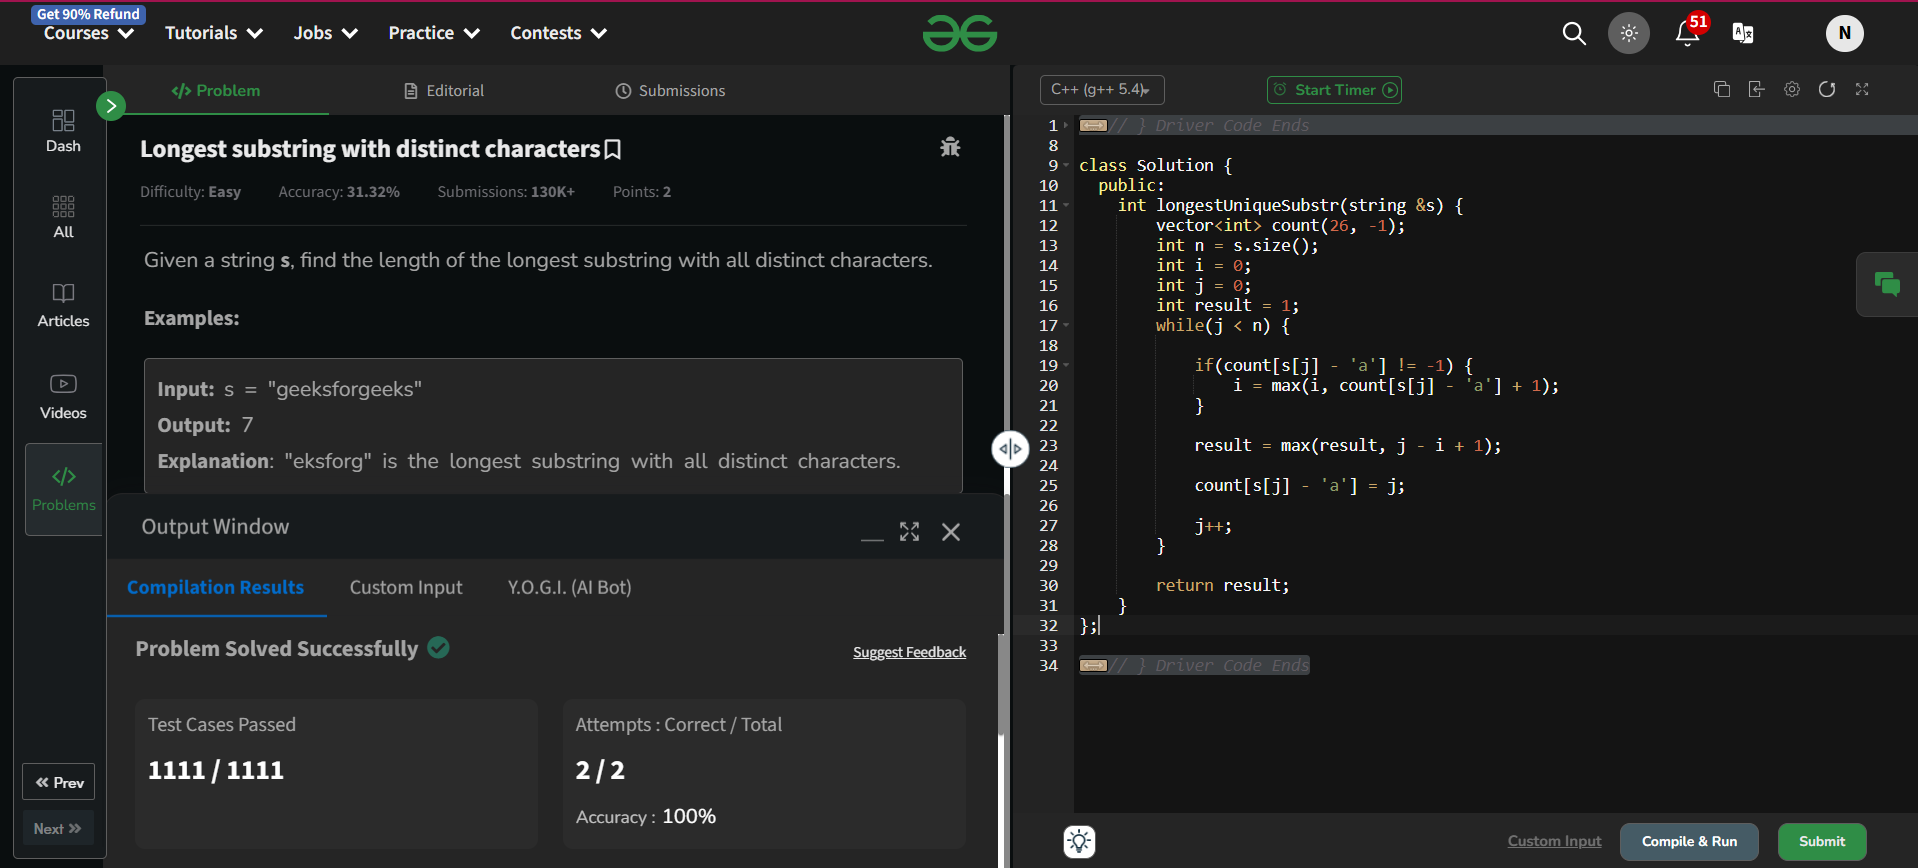 Get 90% Refund
Courses
Tutorials
Jobs
Practice
Contests
51
N
Dash
All
Articles
Videos
Problems
Prev
Next
</> Problem
Editorial
Submissions
Longest substring with distinct characters
Difficulty: Easy Accuracy: 31.32% Submissions: 130K+ Points: 2
Given a string s, find the length of the longest substring with all distinct characters.
Examples:
Input: s = "geeksforgeeks"
Output: 7
Explanation: "eksforg" is the longest substring with all distinct characters.
Output Window
Compilation Results
Custom Input
Y.O.G.I. (AI Bot)
Problem Solved Successfully
Suggest Feedback
Test Cases Passed
1111 / 1111
Attempts : Correct / Total
2 / 2
Accuracy : 100%
C++ (g++ 5.4)
Start Timer
1 // } Driver Code Ends
8
9 class Solution {
10 public:
11 int longestUniqueSubstr(string &s) {
12 vector<int> count(26, -1);
13 int n = s.size();
14 int i = 0;
15 int j = 0;
16 int result = 1;
17 while(j < n) {
18
19 if(count[s[j] - 'a'] != -1) {
20 i = max(i, count[s[j] - 'a'] + 1);
21 }
22
23 result = max(result, j - i + 1);
24
25 count[s[j] - 'a'] = j;
26
27 j++;
28 }
29
30 return result;
31 }
32 };
33
34 // } Driver Code Ends
Custom Input
Compile & Run
Submit